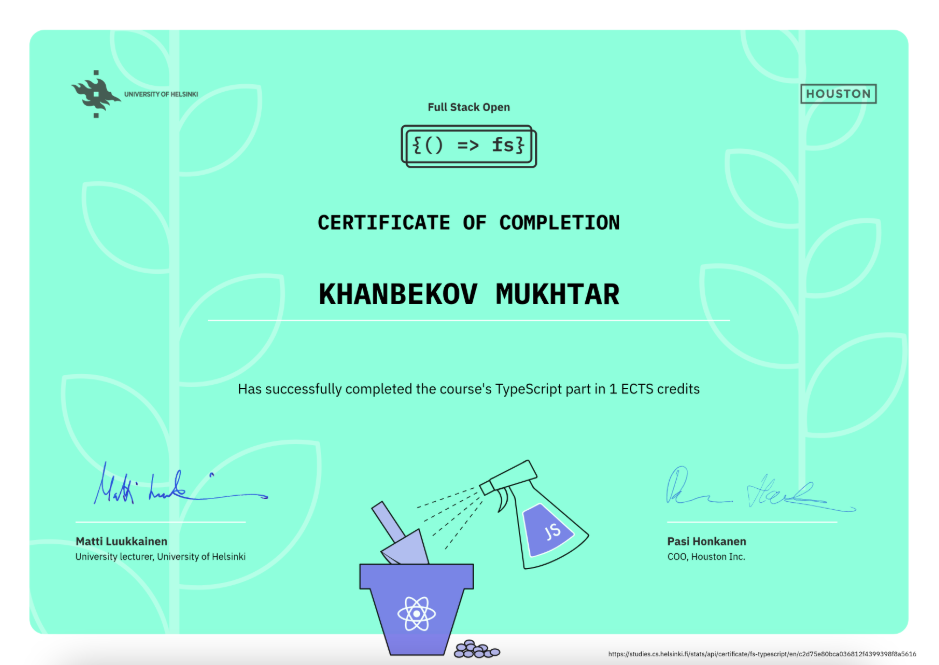 UNIVERSITY OF HELSINKI
HOUSTON
Full Stack Open
{() => fs}
CERTIFICATE OF COMPLETION
KHANBEKOV MUKHTAR
Has successfully completed the course's TypeScript part in 1 ECTS credits
JS
Matti Luukkainen
University lecturer, University of Helsinki
Pasi Honkanen
COO, Houston Inc.
https://studies.cs.helsinki.fi/stats/api/certificate/fs-typescript/en/c2d75e80bca036812f4399398f8a5616